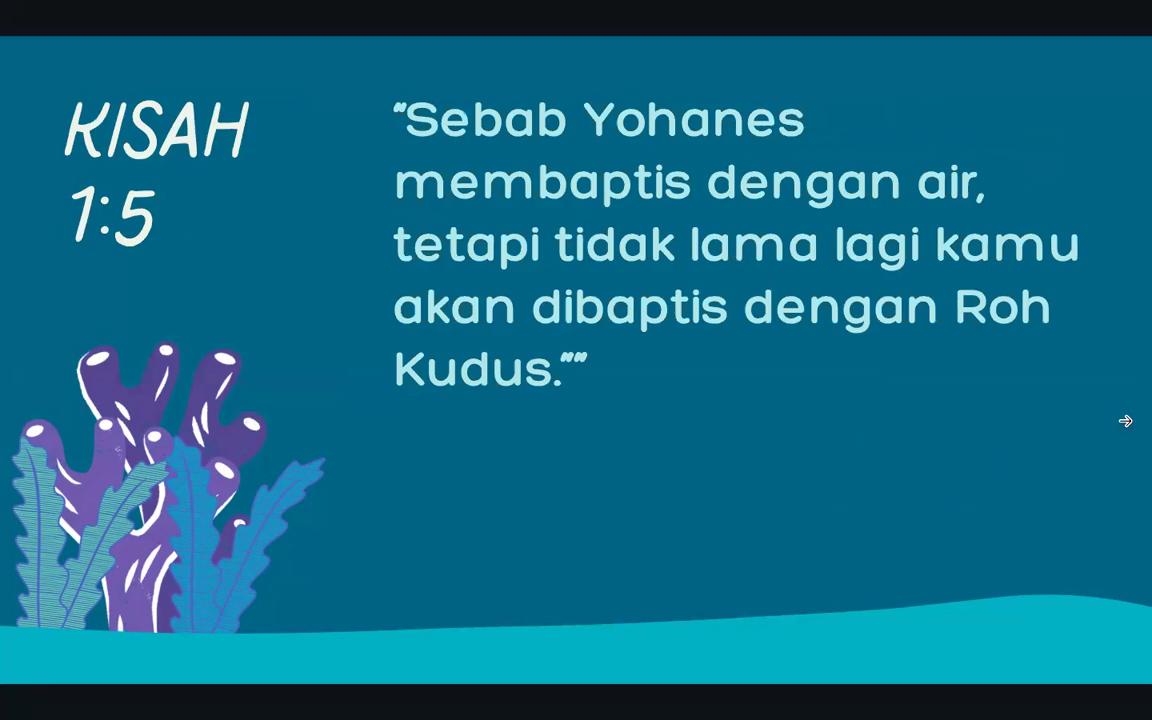 KISAH
1:5
"Sebab Yohanes
membaptis dengan air,
tetapi tidak lama lagi kamu
akan dibaptis dengan Roh
Kudus.""